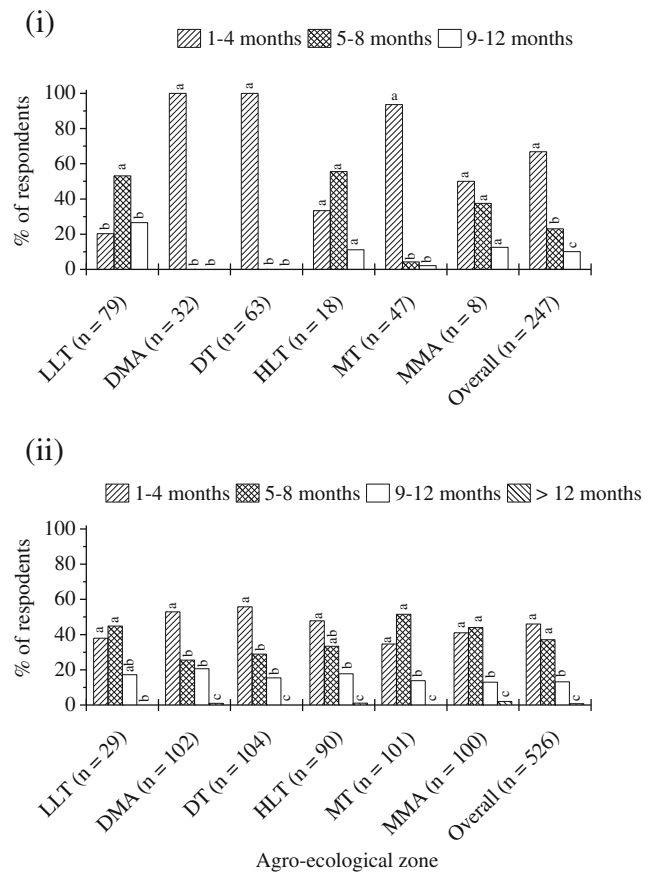 (i)
1-4 months 5-8 months 9-12 months
% of respondents
100
80
60
40
20
0
b a b
a b b
a b b
a a a
a b b
a a a
a b c
LLT (n = 79)
DMA (n = 32)
DT (n = 63)
HLT (n = 18)
MT (n = 47)
MMA (n = 8)
Overall (n = 247)
(ii)
1-4 months 5-8 months 9-12 months > 12 months
% of respodents
100
80
60
40
20
0
a a ab b
a b b c
a b b c
a ab b c
a a b c
a a b c
a a b c
LLT (n = 29)
DMA (n = 102)
DT (n = 104)
HLT (n = 90)
MT (n = 101)
MMA (n = 100)
Overall (n = 526)
Agro-ecological zone